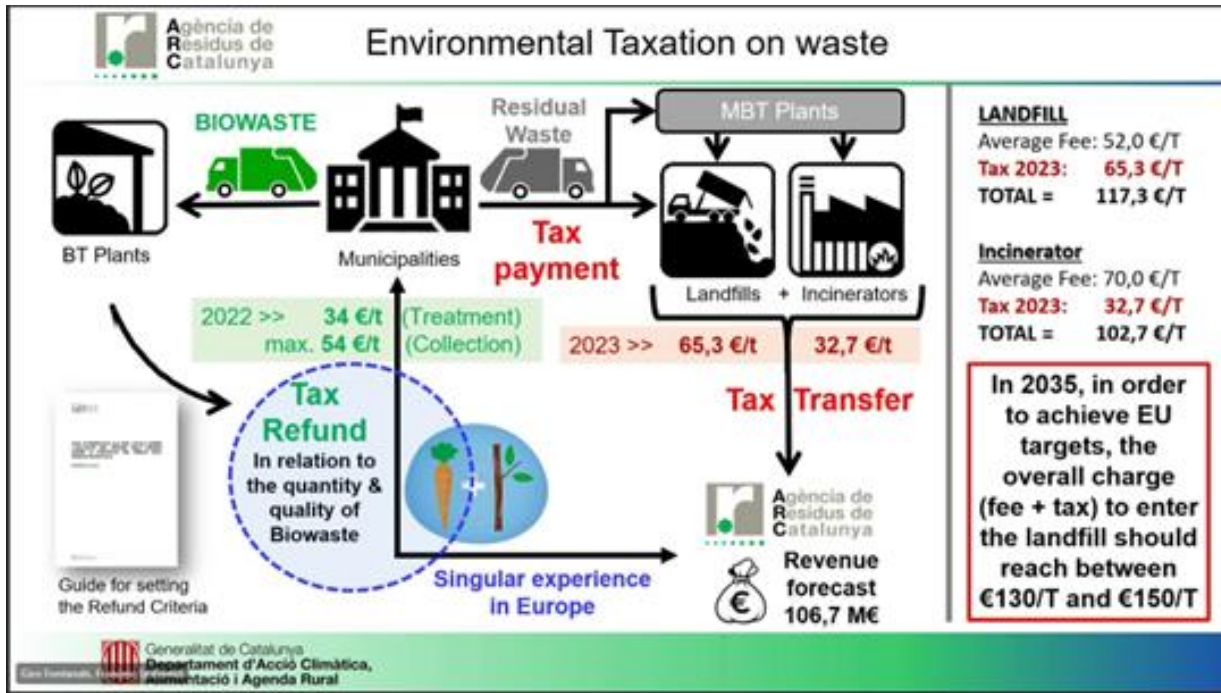 Agència de
Residus de
Catalunya
Environmental Taxation on waste
BIOWASTE
Residual
Waste
MBT Plants
BT Plants
Municipalities
Tax
payment
Landfills + Incinerators
2022 >> 34 €/t (Treatment)
max. 54 €/t (Collection)
2023 >> 65,3 €/t 32,7 €/t
Tax Transfer
Tax
Refund
In relation to
the quantity &
quality of
Biowaste
+
Guide for setting
the Refund Criteria
Singular experience
in Europe
Agència de
Residus de
Catalunya
€
Revenue
forecast
106,7 M€
LANDFILL
Average Fee: 52,0 €/T
Tax 2023: 65,3 €/T
TOTAL = 117,3 €/T
Incinerator
Average Fee: 70,0 €/T
Tax 2023: 32,7 €/T
TOTAL = 102,7 €/T
In 2035, in order
to achieve EU
targets, the
overall charge
(fee + tax) to enter
the landfill should
reach between
€130/T and €150/T
Generalitat de Catalunya
Departament d'Acció Climàtica,
Alimentació i Agenda Rural